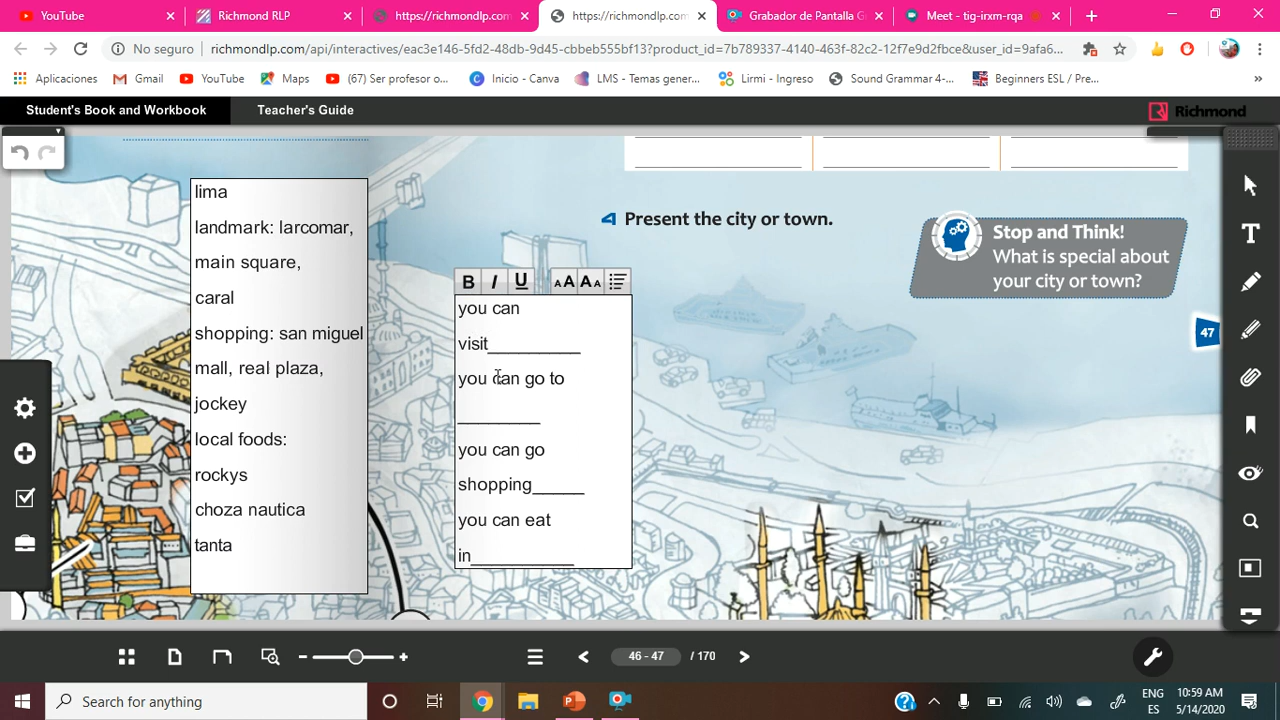 YouTube
Richmond RLP
https://richmondlp.com
https://richmondlp.com
Grabador de Pantalla G
Meet - tig-irxm-rqa
No seguro
richmondlp.com/api/interactives/eac3e146-5fd2-48db-9d45-cbbeb555bf13?product_id=7b789337-4140-463f-82c2-12f7e9d2fbce&user_id=9afa6...
Aplicaciones
Gmail
YouTube
Maps
(67) Ser profesor o...
Inicio - Canva
LMS - Temas gener...
Lirmi - Ingreso
Sound Grammar 4-...
Beginners ESL / Pre...
»
Student's Book and Workbook
Teacher's Guide
Richmond
lima
landmark: larcomar,
main square,
caral
shopping: san miguel
mall, real plaza,
jockey
local foods:
rockys
choza nautica
tanta
B I U AA AA
you can
visit_________
you can go to
________
you can go
shopping_____
you can eat
in__________
4 Present the city or town.
Stop and Think!
What is special about
your city or town?
47
T
46 - 47 / 170
Search for anything
ENG
ES
10:59 AM
5/14/2020